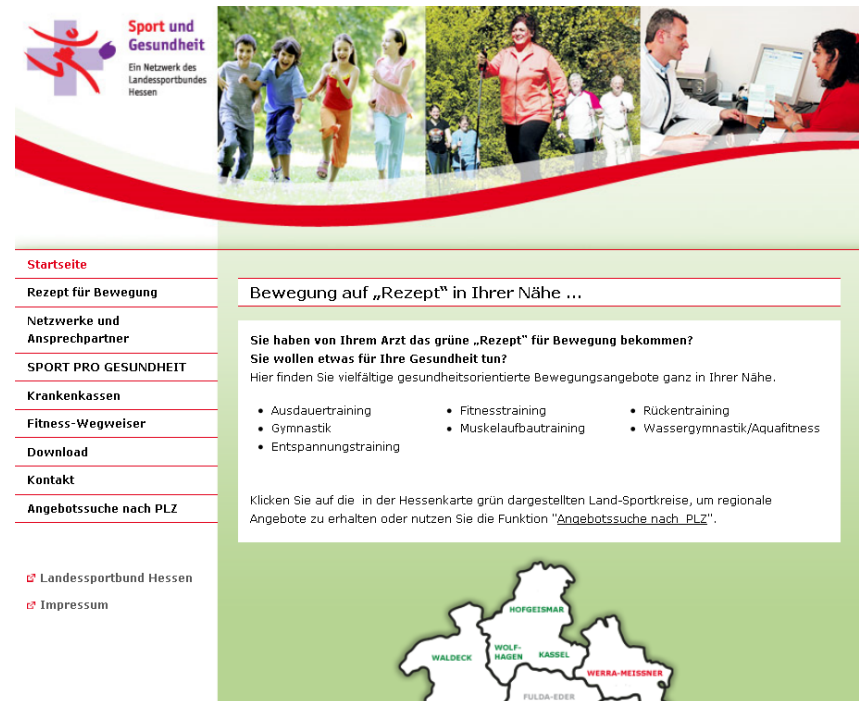 Sport und
Gesundheit
Ein Netzwerk des
Landessportbundes
Hessen
Startseite
Rezept für Bewegung
Netzwerke und
Ansprechpartner
SPORT PRO GESUNDHEIT
Krankenkassen
Fitness-Wegweiser
Download
Kontakt
Angebotssuche nach PLZ
Landessportbund Hessen
Impressum
Bewegung auf „Rezept“ in Ihrer Nähe ...
Sie haben von Ihrem Arzt das grüne „Rezept“ für Bewegung bekommen?
Sie wollen etwas für Ihre Gesundheit tun?
Hier finden Sie vielfältige gesundheitsorientierte Bewegungsangebote ganz in Ihrer Nähe.
• Ausdauertraining
• Gymnastik
• Entspannungstraining
• Fitnesstraining
• Muskelaufbautraining
• Rückentraining
• Wassergymnastik/Aquafitness
Klicken Sie auf die in der Hessenkarte grün dargestellten Land-Sportkreise, um regionale
Angebote zu erhalten oder nutzen Sie die Funktion "Angebotssuche nach PLZ".
HOFGEISMAR
WALDECK
WOLF-
HAGEN
KASSEL
WERRA-MEISSNER
FULDA-EDER